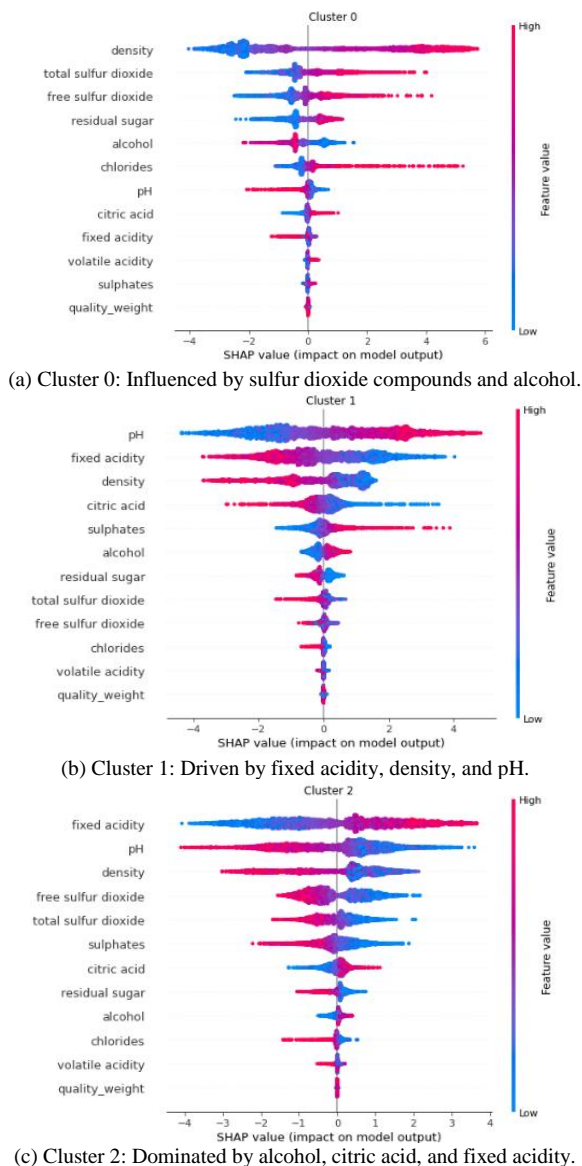 Cluster 0
High
density
total sulfur dioxide
free sulfur dioxide
residual sugar
alcohol
chlorides
pH
citric acid
fixed acidity
volatile acidity
sulphates
quality_weight
Feature value
Low
−4 −2 0 2 4 6
SHAP value (impact on model output)
(a) Cluster 0: Influenced by sulfur dioxide compounds and alcohol.
Cluster 1
High
pH
fixed acidity
density
citric acid
sulphates
alcohol
residual sugar
total sulfur dioxide
free sulfur dioxide
chlorides
volatile acidity
quality_weight
Feature value
Low
−4 −2 0 2 4
SHAP value (impact on model output)
(b) Cluster 1: Driven by fixed acidity, density, and pH.
Cluster 2
High
fixed acidity
pH
density
free sulfur dioxide
total sulfur dioxide
sulphates
citric acid
residual sugar
alcohol
chlorides
volatile acidity
quality_weight
Feature value
Low
−4 −3 −2 −1 0 1 2 3 4
SHAP value (impact on model output)
(c) Cluster 2: Dominated by alcohol, citric acid, and fixed acidity.